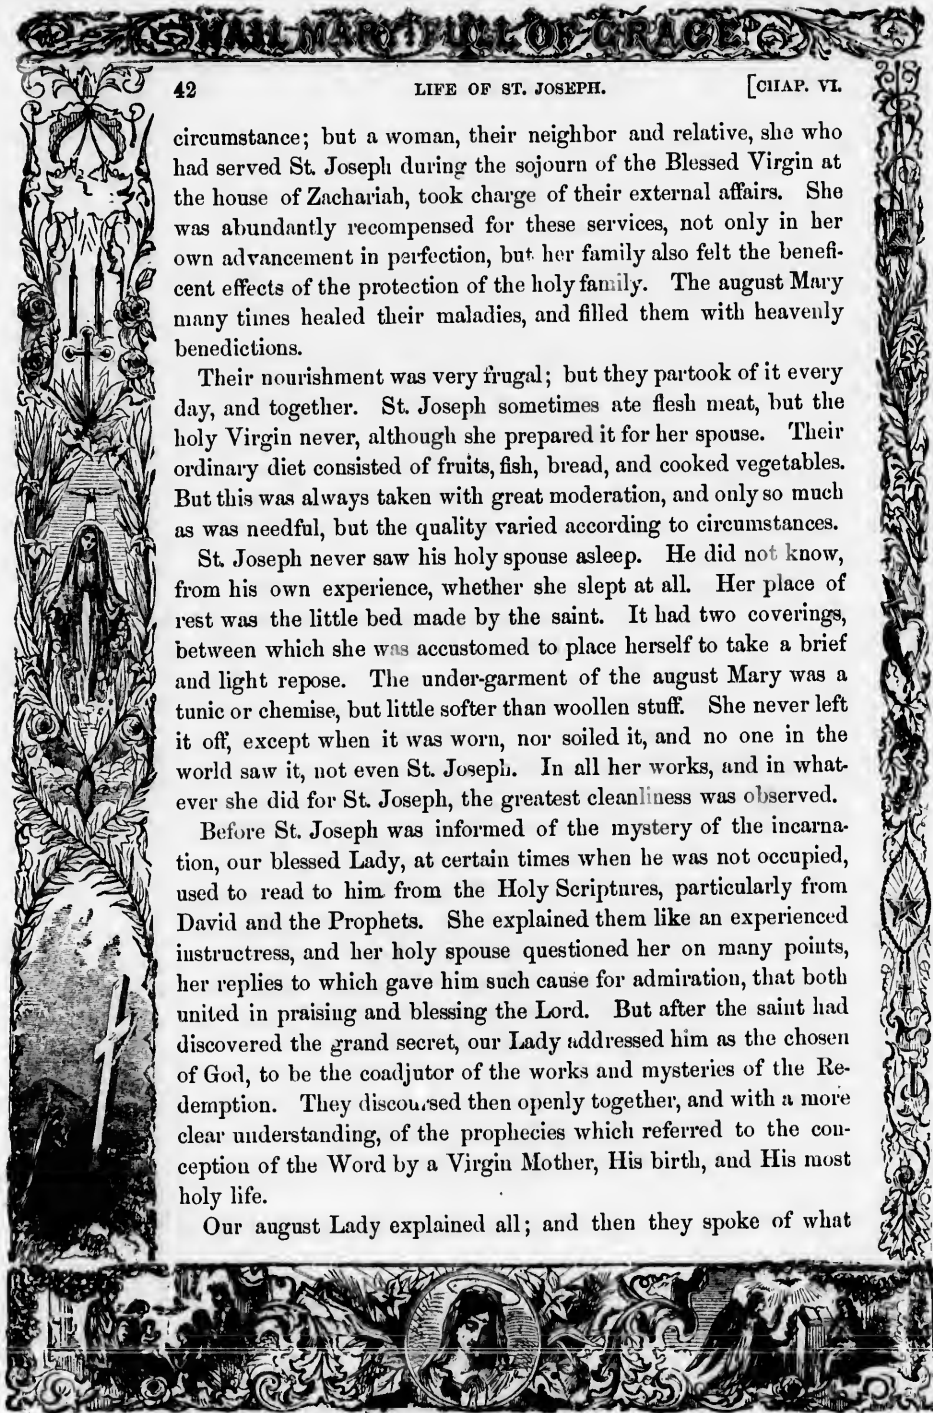 HAIL MARY FULL OF GRACE
42 LIFE OF ST. JOSEPH. [CHAP. VI.
circumstance; but a woman, their neighbor and relative, she who
had served St. Joseph during the sojourn of the Blessed Virgin at
the house of Zachariah, took charge of their external affairs. She
was abundantly recompensed for these services, not only in her
own advancement in perfection, but her family also felt the benefi-
cent effects of the protection of the holy family. The august Mary
many times healed their maladies, and filled them with heavenly
benedictions.
Their nourishment was very frugal; but they partook of it every
day, and together. St. Joseph sometimes ate flesh meat, but the
holy Virgin never, although she prepared it for her spouse. Their
ordinary diet consisted of fruits, fish, bread, and cooked vegetables.
But this was always taken with great moderation, and only so much
as was needful, but the quality varied according to circumstances.
St. Joseph never saw his holy spouse asleep. He did not know,
from his own experience, whether she slept at all. Her place of
rest was the little bed made by the saint. It had two coverings,
between which she was accustomed to place herself to take a brief
and light repose. The under-garment of the august Mary was a
tunic or chemise, but little softer than woollen stuff. She never left
it off, except when it was worn, nor soiled it, and no one in the
world saw it, not even St. Joseph. In all her works, and in what-
ever she did for St. Joseph, the greatest cleanliness was observed.
Before St. Joseph was informed of the mystery of the incarna-
tion, our blessed Lady, at certain times when he was not occupied,
used to read to him from the Holy Scriptures, particularly from
David and the Prophets. She explained them like an experienced
instructress, and her holy spouse questioned her on many points,
her replies to which gave him such cause for admiration, that both
united in praising and blessing the Lord. But after the saint had
discovered the grand secret, our Lady addressed him as the chosen
of God, to be the coadjutor of the works and mysteries of the Re-
demption. They discoursed then openly together, and with a more
clear understanding, of the prophecies which referred to the con-
ception of the Word by a Virgin Mother, His birth, and His most
holy life.
Our august Lady explained all; and then they spoke of what